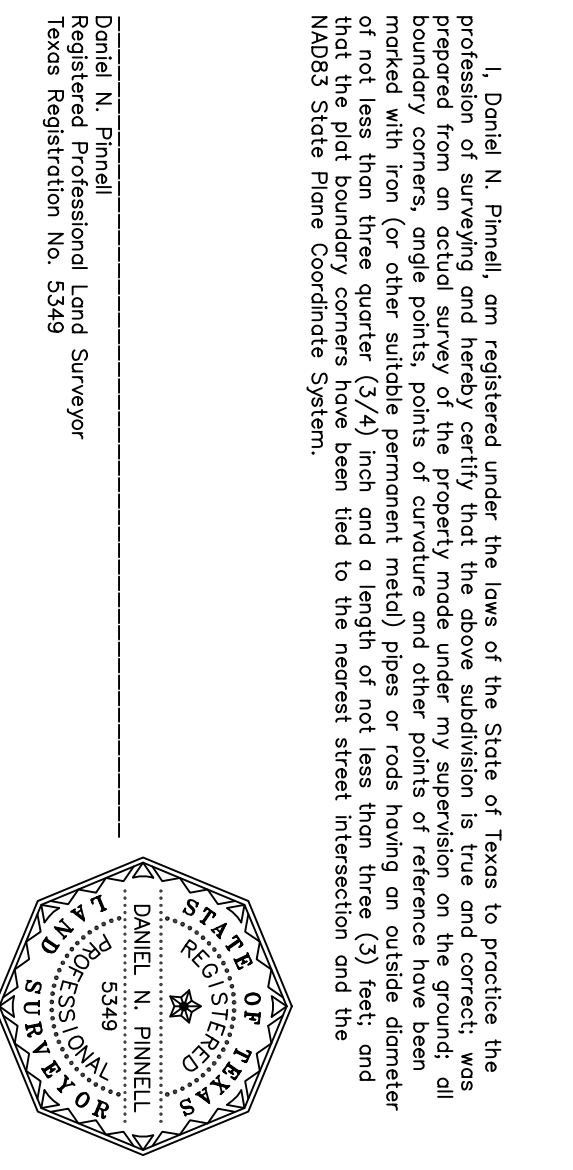 I, Daniel N. Pinnell, am registered under the laws of the State of Texas to practice the
profession of surveying and hereby certify that the above subdivision is true and correct; was
prepared from an actual survey of the property made under my supervision on the ground; all
boundary corners, angle points, points of curvature and other points of reference have been
marked with iron (or other suitable permanent metal) pipes or rods having an outside diameter
of not less than three quarter (3/4) inch and a length of not less than three (3) feet; and
that the plat boundary corners have been tied to the nearest street intersection and the
NAD83 State Plane Coordinate System.
Daniel N. Pinnell
Registered Professional Land Surveyor
Texas Registration No. 5349
STATE OF TEXAS
REGISTERED
DANIEL N. PINNELL
5349
PROFESSIONAL
LAND SURVEYOR